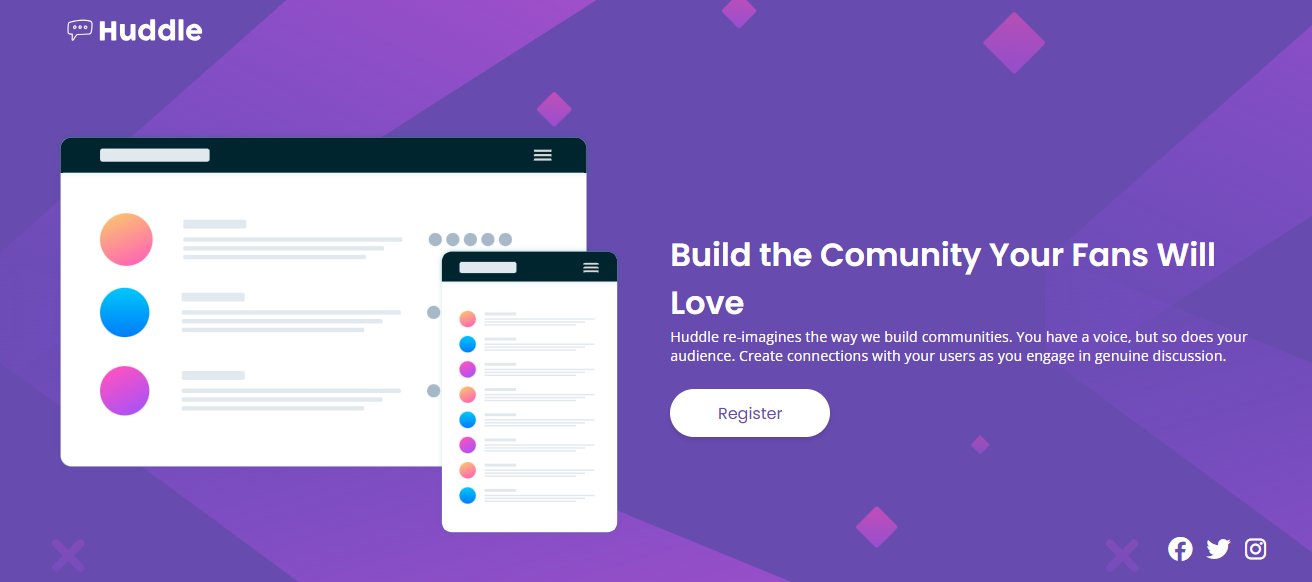 Huddle
Build the Comunity Your Fans Will
Love
Huddle re-imagines the way we build communities. You have a voice, but so does your
audience. Create connections with your users as you engage in genuine discussion.
Register